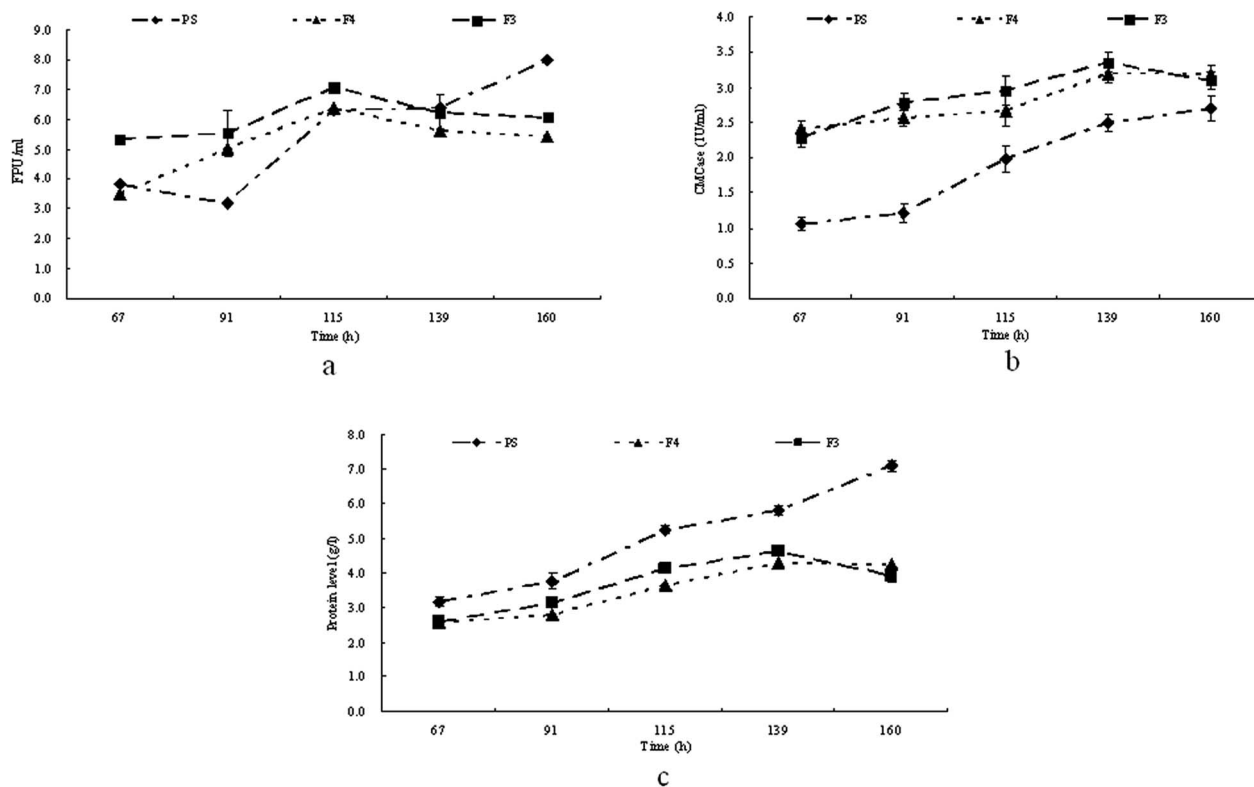 PS F4 F3
9.0
8.0
7.0
6.0
5.0
4.0
3.0
2.0
1.0
0.0
FPU/ml
67 91 115 139 160
Time (h)
a
PS F4 F3
4.0
3.5
3.0
2.5
2.0
1.5
1.0
0.5
0.0
CMCase (IU/ml)
67 91 115 139 160
Time (h)
b
PS F4 F3
8.0
7.0
6.0
5.0
4.0
3.0
2.0
1.0
0.0
Protein level (g/l)
67 91 115 139 160
Time (h)
c